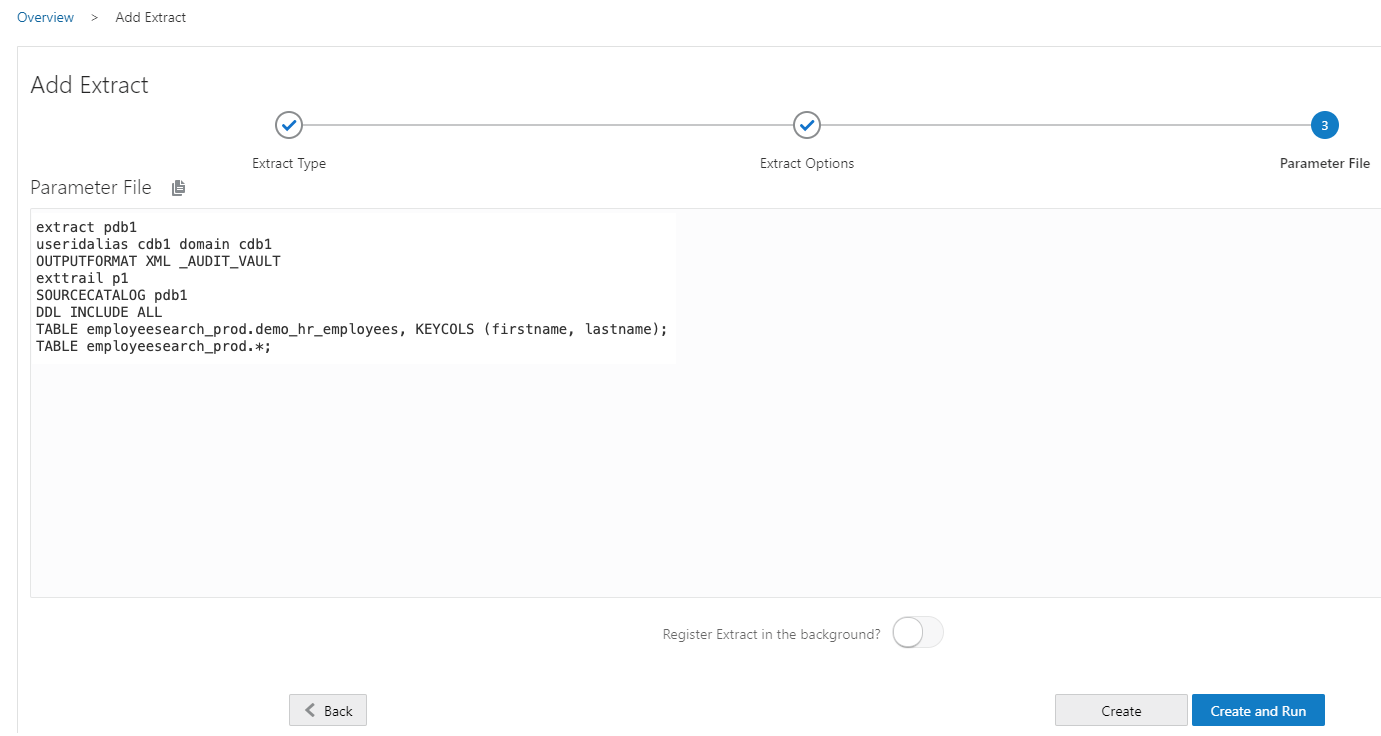 Overview > Add Extract
Add Extract
3
Extract Type
Extract Options
Parameter File
Parameter File
extract pdb1
useridalias cdb1 domain cdb1
OUTPUTFORMAT XML _AUDIT_VAULT
exttrail p1
SOURCECATALOG pdb1
DDL INCLUDE ALL
TABLE employeesearch_prod.demo_hr_employees, KEYCOLS (firstname, lastname);
TABLE employeesearch_prod.*;
Register Extract in the background?
Back
Create
Create and Run